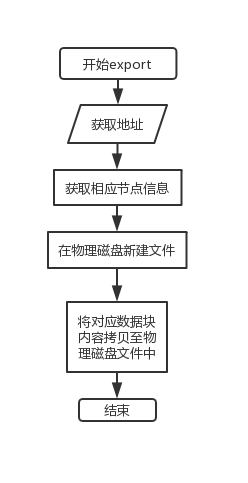 开始export
获取地址
获取相应节点信息
在物理磁盘新建文件
将对应数据块
内容拷贝至物
理磁盘文件中
结束